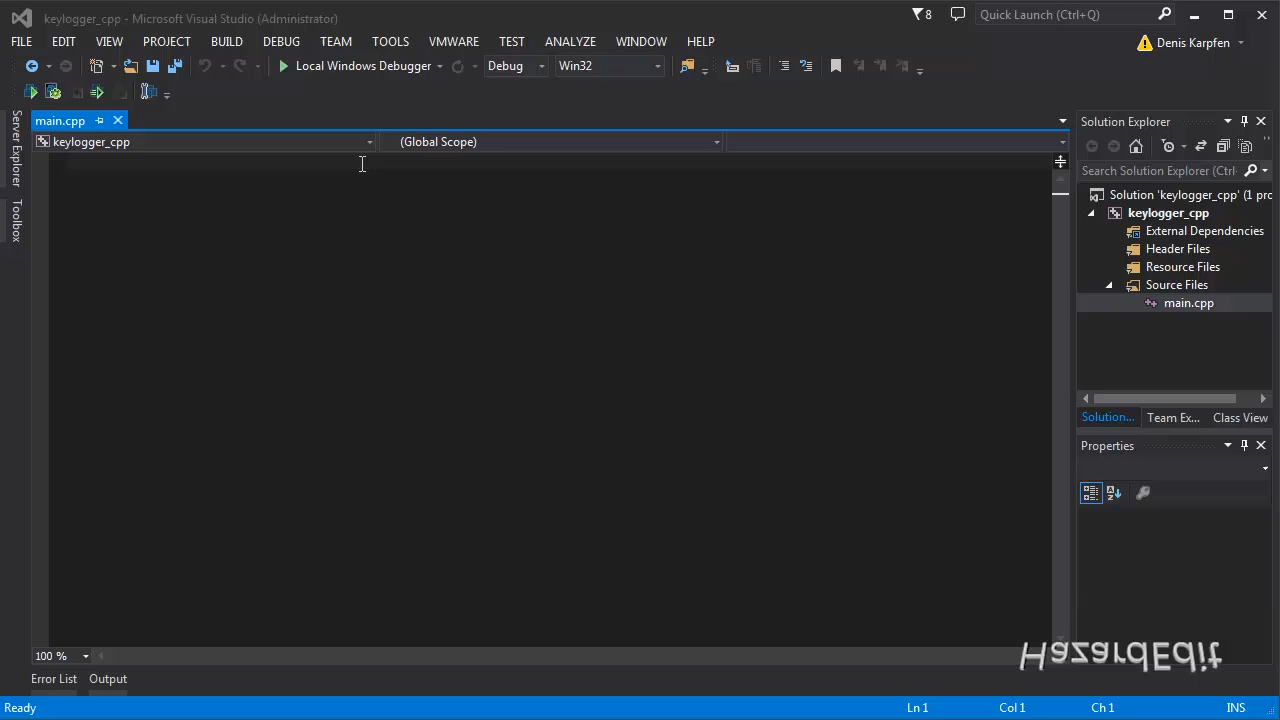 keylogger_cpp - Microsoft Visual Studio (Administrator)
8
Quick Launch (Ctrl+Q)
FILE EDIT VIEW PROJECT BUILD DEBUG TEAM TOOLS VMWARE TEST ANALYZE WINDOW HELP
Denis Karpfen
Local Windows Debugger Debug Win32
Server Explorer
Toolbox
main.cpp
keylogger_cpp (Global Scope)
Solution Explorer
Search Solution Explorer (Ctrl
Solution 'keylogger_cpp' (1 pro
keylogger_cpp
External Dependencies
Header Files
Resource Files
Source Files
main.cpp
Solution... Team Ex... Class View
Properties
100 %
HazardEdit
Error List Output
Ready Ln 1 Col 1 Ch 1 INS